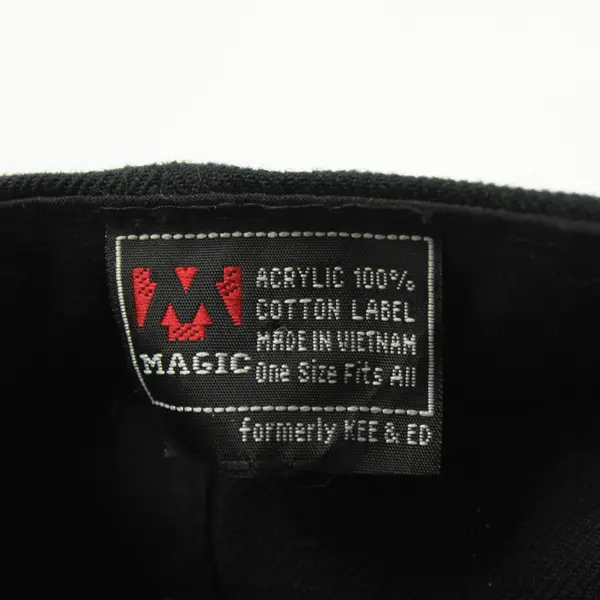 ACRYLIC 100%
COTTON LABEL
MADE IN VIETNAM
One Size Fits All
MAGIC
formerly KEE & ED